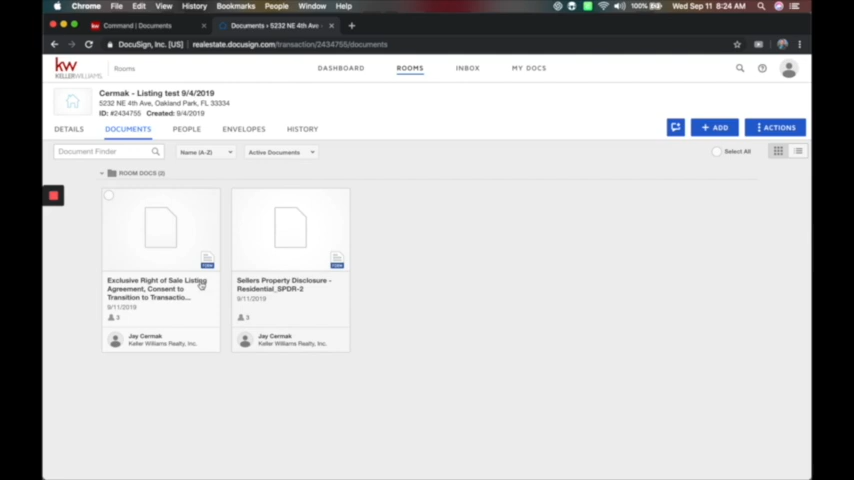 Chrome File Edit View History Bookmarks People Window Help
100% Wed Sep 11 8:24 AM
Command | Documents
Documents › 5232 NE 4th Ave -
DocuSign, Inc. [US] realestate.docusign.com/transaction/2434755/documents
kw
KELLERWILLIAMS.
Rooms
DASHBOARD ROOMS INBOX MY DOCS
Cermak - Listing test 9/4/2019
5232 NE 4th Ave, Oakland Park, FL 33334
ID: #2434755 Created: 9/4/2019
DETAILS DOCUMENTS PEOPLE ENVELOPES HISTORY
+ ADD
ACTIONS
Document Finder
Name (A-Z)
Active Documents
Select All
ROOM DOCS (2)
FORM
Exclusive Right of Sale Listing
Agreement, Consent to
Transition to Transactio...
9/11/2019
3
Jay Cermak
Keller Williams Realty, Inc.
FORM
Sellers Property Disclosure -
Residential_SPDR-2
9/11/2019
3
Jay Cermak
Keller Williams Realty, Inc.